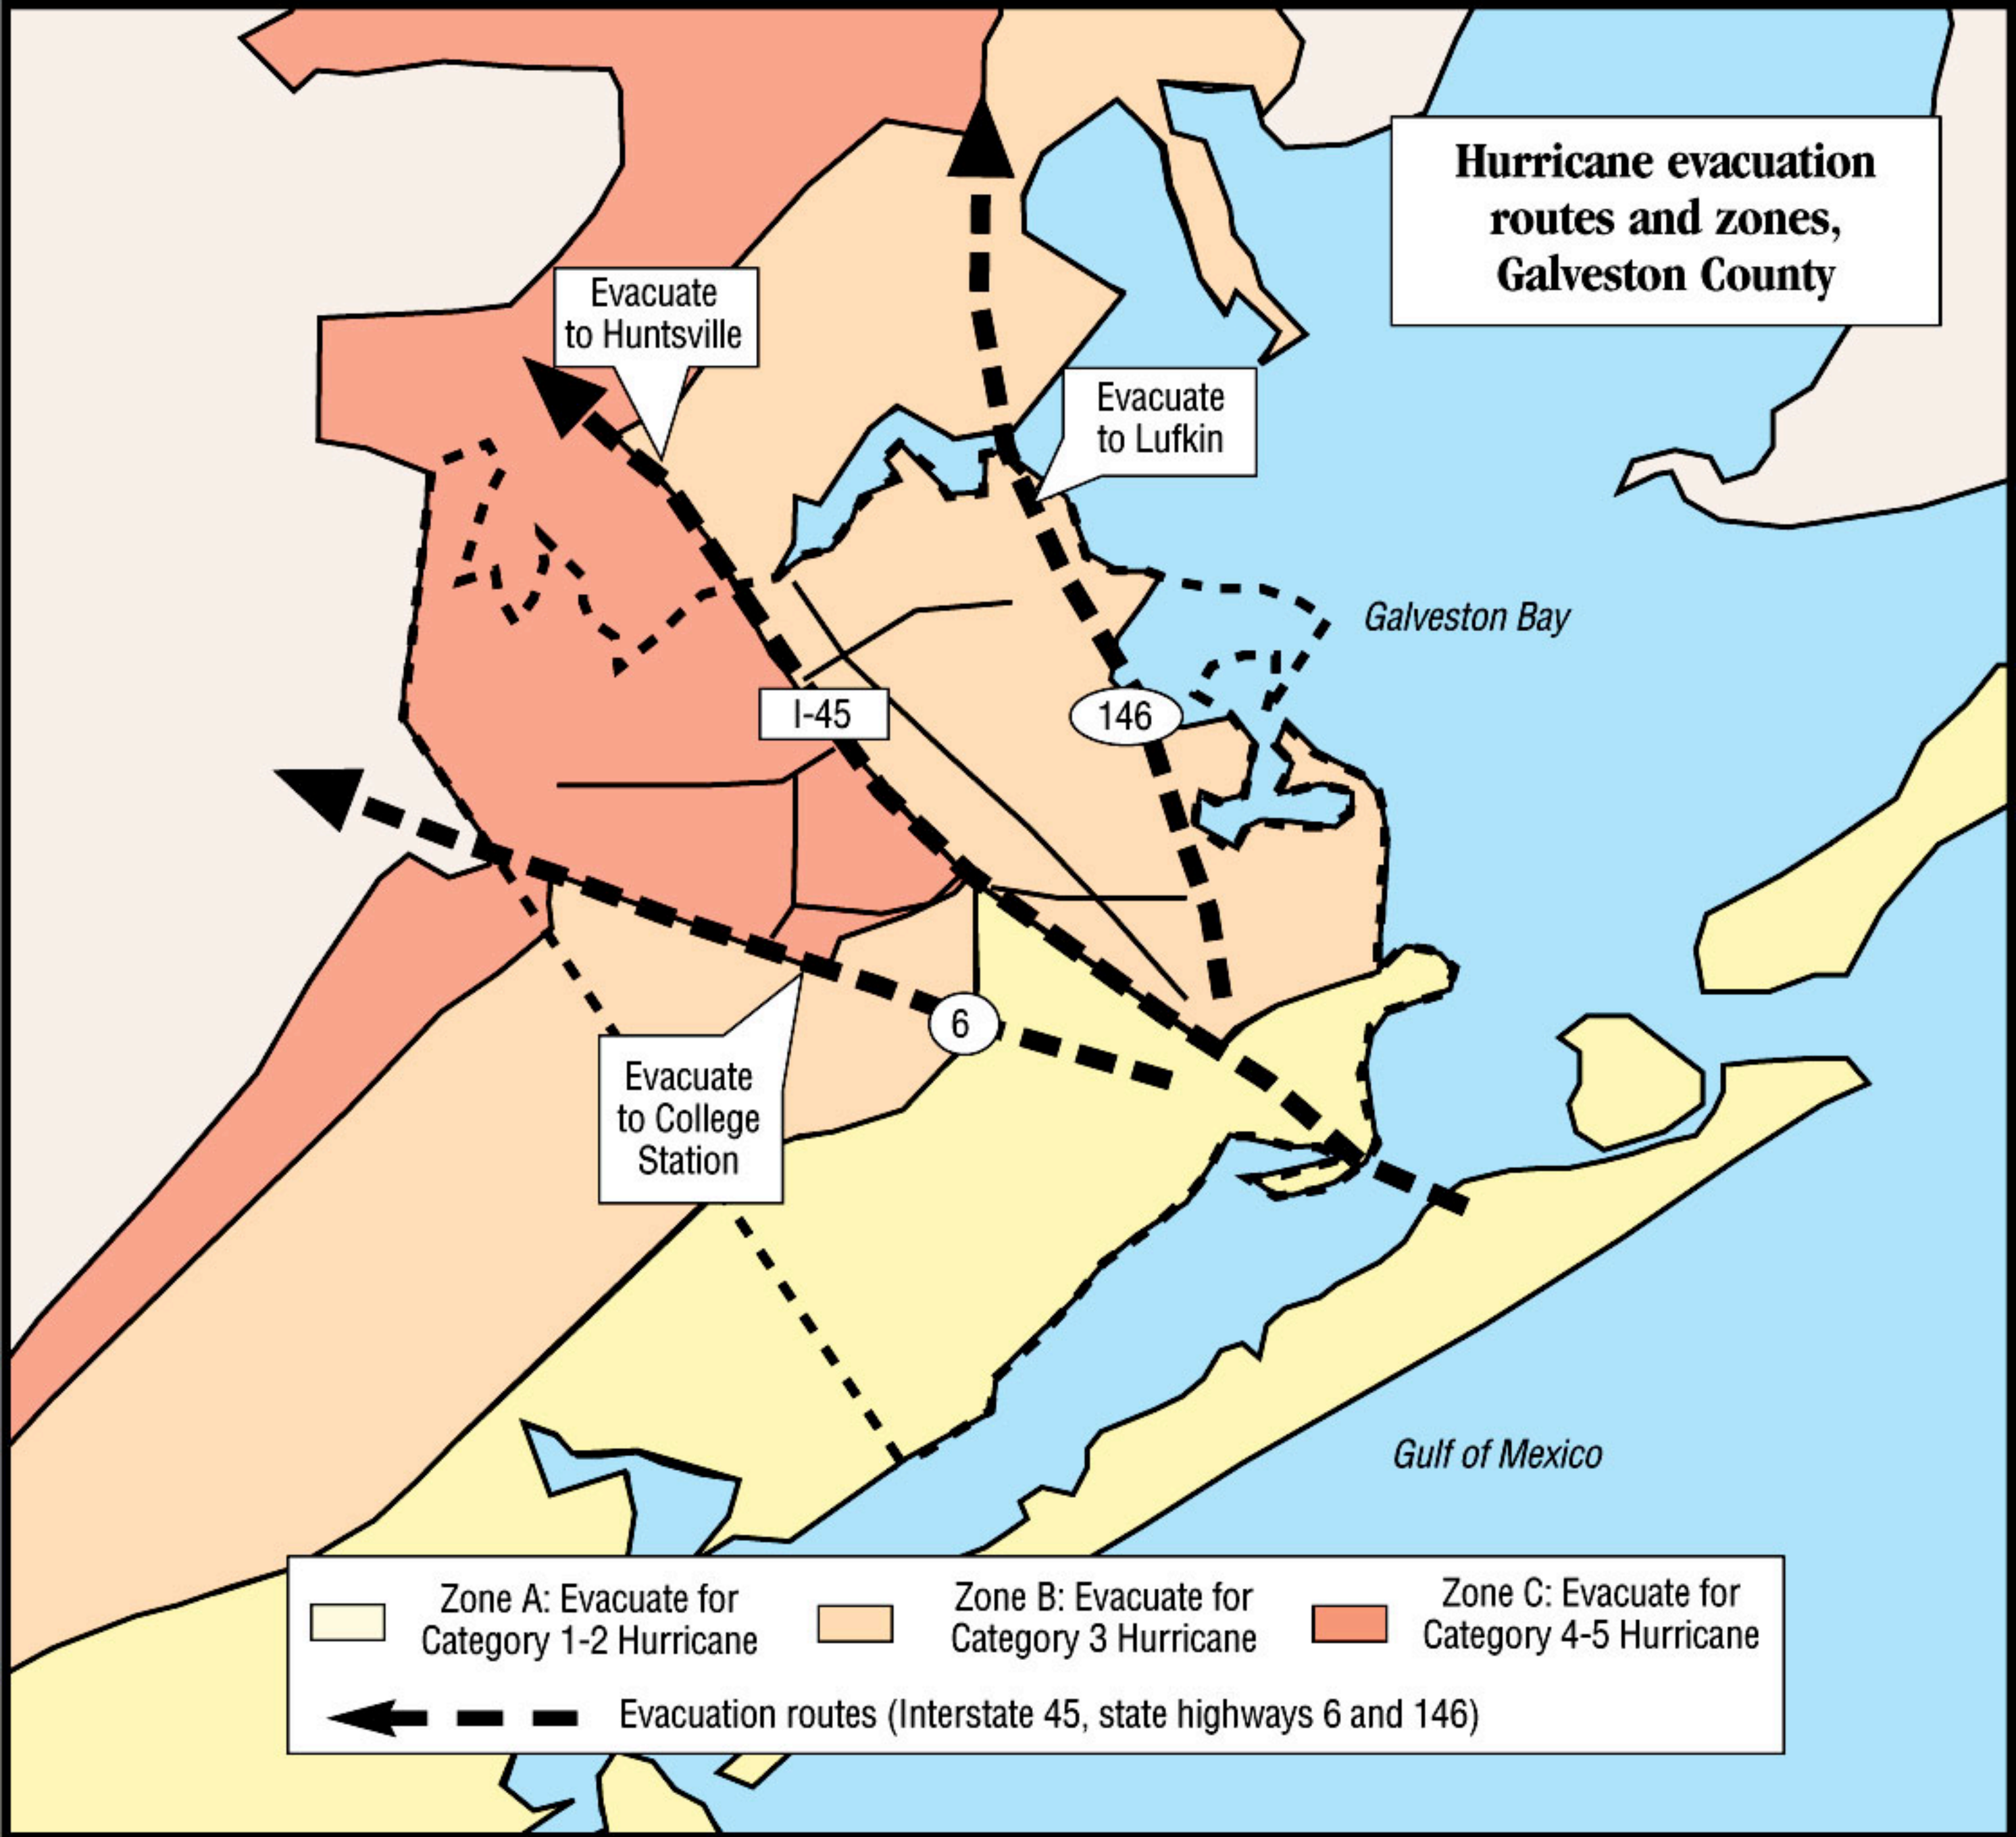 Hurricane evacuation
routes and zones,
Galveston County
Evacuate
to Huntsville
Evacuate
to Lufkin
Galveston Bay
I-45
146
6
Evacuate
to College
Station
Gulf of Mexico
Zone A: Evacuate for
Category 1-2 Hurricane
Zone B: Evacuate for
Category 3 Hurricane
Zone C: Evacuate for
Category 4-5 Hurricane
Evacuation routes (Interstate 45, state highways 6 and 146)